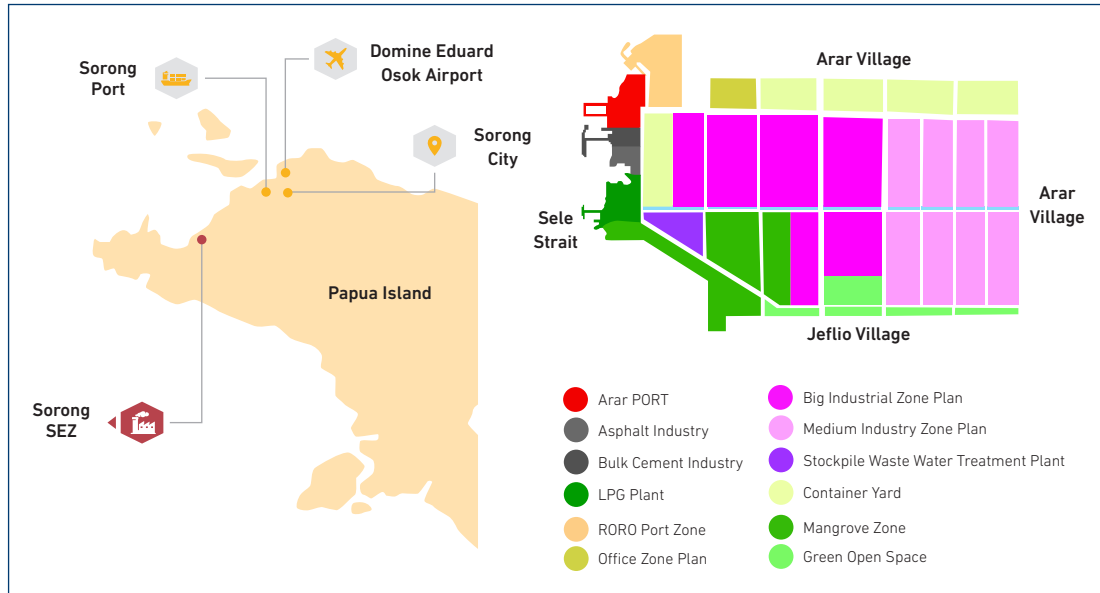 Sorong
Port
Domine Eduard
Osok Airport
Sorong
City
Papua Island
Sorong
SEZ
Arar Village
Arar
Village
Sele
Strait
Jeflio Village
Arar PORT
Asphalt Industry
Bulk Cement Industry
LPG Plant
RORO Port Zone
Office Zone Plan
Big Industrial Zone Plan
Medium Industry Zone Plan
Stockpile Waste Water Treatment Plant
Container Yard
Mangrove Zone
Green Open Space